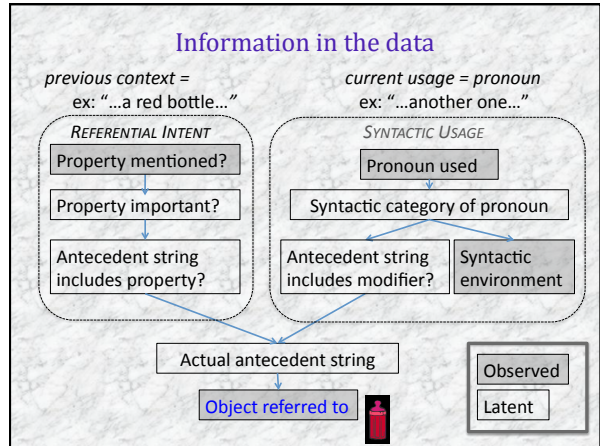 Information in the data
previous context =
ex: “…a red bottle…”
current usage = pronoun
ex: “…another one…”
REFERENTIAL INTENT
Property mentioned?
Property important?
Antecedent string
includes property?
SYNTACTIC USAGE
Pronoun used
Syntactic category of pronoun
Antecedent string
includes modifier?
Syntactic
environment
Actual antecedent string
Object referred to
Observed
Latent